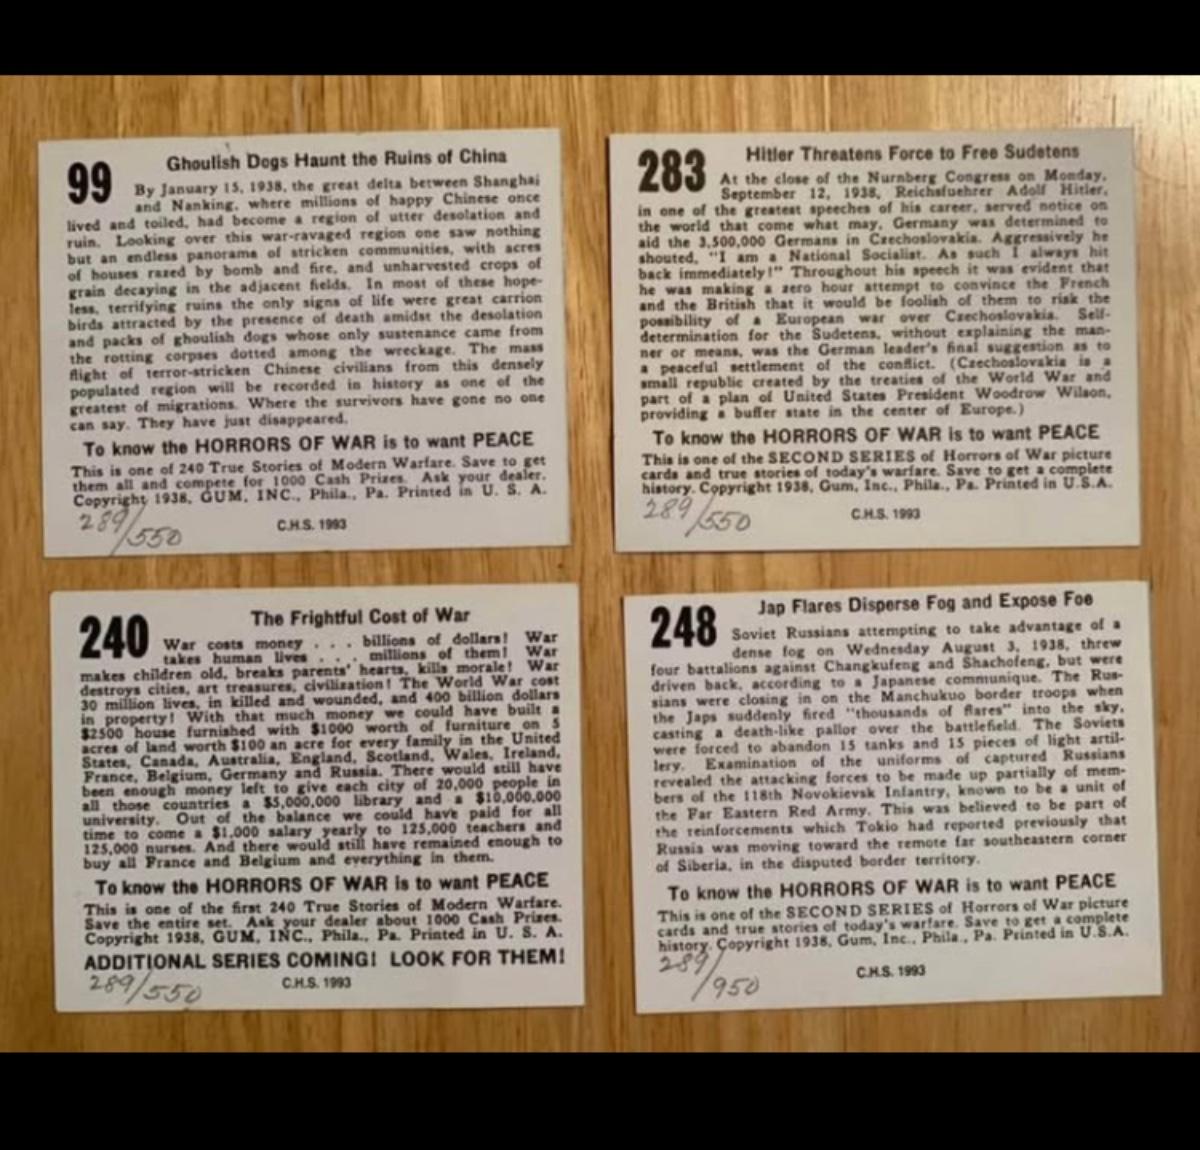 99
Ghoulish Dogs Haunt the Ruins of China
By January 15, 1938, the great delta between Shanghai
and Nanking, where millions of happy Chinese once
lived and toiled, had become a region of utter desolation and
ruin. Looking over this war-ravaged region one saw nothing
but an endless panorama of stricken communities, with acres
of houses razed by bomb and fire, and unharvested crops of
grain decaying in the adjacent fields. In most of these hope-
less, terrifying ruins the only signs of life were great carrion
birds attracted by the presence of death amidst the desolation
and packs of ghoulish dogs whose only sustenance came from
the rotting corpses dotted among the wreckage. The mass
flight of terror-stricken Chinese civilians from this densely
populated region will be recorded in history as one of the
greatest of migrations. Where the survivors have gone no one
can say. They have just disappeared.
To know the HORRORS OF WAR is to want PEACE
This is one of 240 True Stories of Modern Warfare. Save to get
them all and compete for 1000 Cash Prizes. Ask your dealer.
Copyright 1938, GUM, INC., Phila., Pa. Printed in U. S. A.
289/550
C.H.S. 1993
283
Hitler Threatens Force to Free Sudetens
At the close of the Nurnberg Congress on Monday,
September 12, 1938, Reichsfuehrer Adolf Hitler,
in one of the greatest speeches of his career, served notice on
the world that come what may, Germany was determined to
aid the 3,500,000 Germans in Czechoslovakia. Aggressively he
shouted, "I am a National Socialist. As such I always hit
back immediately!" Throughout his speech it was evident that
he was making a zero hour attempt to convince the French
and the British that it would be foolish of them to risk the
possibility of a European war over Czechoslovakia. Self-
determination for the Sudetens, without explaining the man-
ner or means, was the German leader's final suggestion as to
a peaceful settlement of the conflict. (Czechoslovakia is a
small republic created by the treaties of the World War and
part of a plan of United States President Woodrow Wilson,
providing a buffer state in the center of Europe.)
To know the HORRORS OF WAR is to want PEACE
This is one of the SECOND SERIES of Horrors of War picture
cards and true stories of today's warfare. Save to get a complete
history. Copyright 1938, Gum, Inc., Phila., Pa. Printed in U.S.A.
289/550
C.H.S. 1993
240
The Frightful Cost of War
War costs money . . . billions of dollars! War
takes human lives . . . millions of them! War
makes children old, breaks parents' hearts, kills morale! War
destroys cities, art treasures, civilization! The World War cost
30 million lives, in killed and wounded, and 400 billion dollars
in property! With that much money we could have built a
$2500 house furnished with $1000 worth of furniture on 5
acres of land worth $100 an acre for every family in the United
States, Canada, Australia, England, Scotland, Wales, Ireland,
France, Belgium, Germany and Russia. There would still have
been enough money left to give each city of 20,000 people in
all those countries a $5,000,000 library and a $10,000,000
university. Out of the balance we could have paid for all
time to come a $1,000 salary yearly to 125,000 teachers and
125,000 nurses. And there would still have remained enough to
buy all France and Belgium and everything in them.
To know the HORRORS OF WAR is to want PEACE
This is one of the first 240 True Stories of Modern Warfare.
Save the entire set. Ask your dealer about 1000 Cash Prizes.
Copyright 1938, GUM, INC., Phila., Pa. Printed in U. S. A.
ADDITIONAL SERIES COMING! LOOK FOR THEM!
289/550
C.H.S. 1993
248
Jap Flares Disperse Fog and Expose Foe
Soviet Russians attempting to take advantage of a
dense fog on Wednesday August 3, 1938, threw
four battalions against Changkufeng and Shachofeng, but were
driven back, according to a Japanese communique. The Rus-
sians were closing in on the Manchukuo border troops when
the Japs suddenly fired "thousands of flares" into the sky,
casting a death-like pallor over the battlefield. The Soviets
were forced to abandon 15 tanks and 15 pieces of light artil-
lery. Examination of the uniforms of captured Russians
revealed the attacking forces to be made up partially of mem-
bers of the 118th Novokievsk Infantry, known to be a unit of
the Far Eastern Red Army. This was believed to be part of
the reinforcements which Tokio had reported previously that
Russia was moving toward the remote far southeastern corner
of Siberia, in the disputed border territory.
To know the HORRORS OF WAR is to want PEACE
This is one of the SECOND SERIES of Horrors of War picture
cards and true stories of today's warfare. Save to get a complete
history. Copyright 1938, Gum, Inc., Phila., Pa. Printed in U.S.A.
289/950
C.H.S. 1993